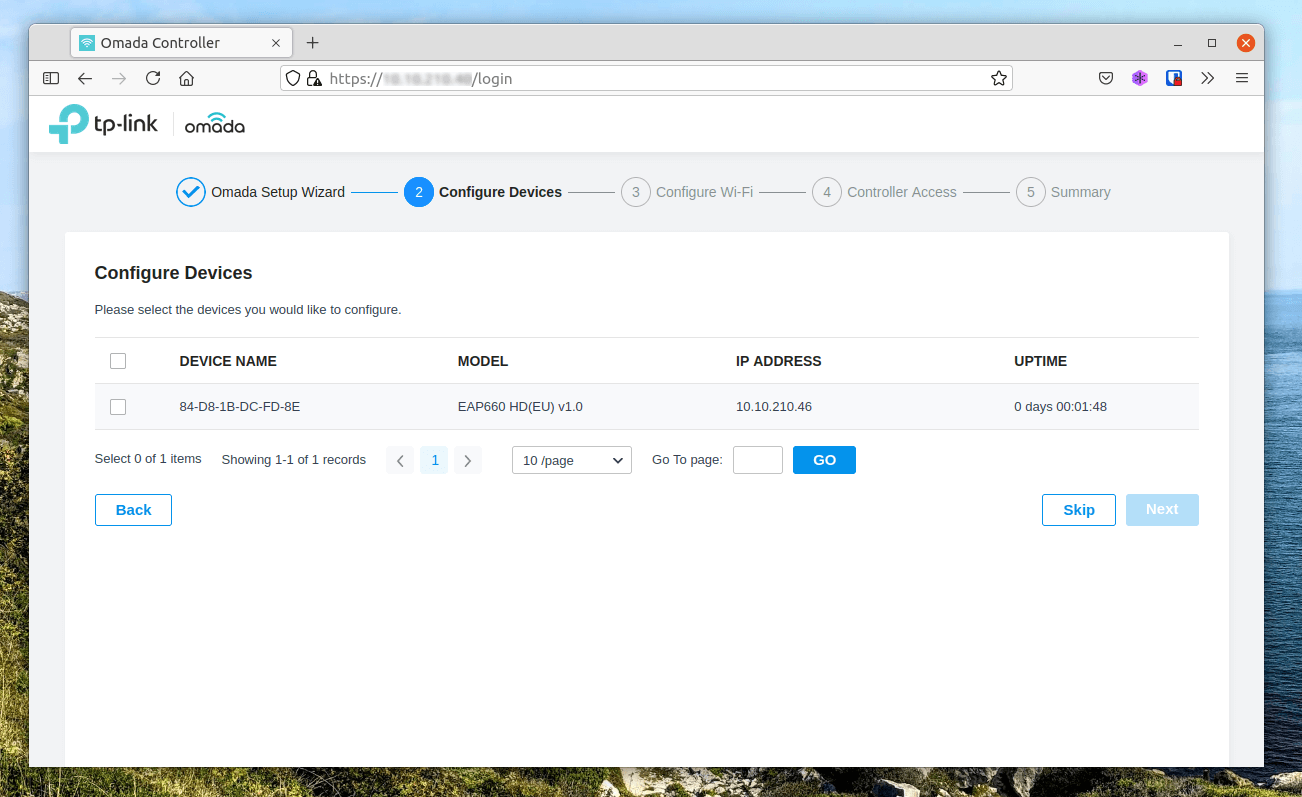 Omada Controller
https:// /login
tp-link omada
Omada Setup Wizard 2 Configure Devices 3 Configure Wi-Fi 4 Controller Access 5 Summary
Configure Devices
Please select the devices you would like to configure.
DEVICE NAME MODEL IP ADDRESS UPTIME
84-D8-1B-DC-FD-8E EAP660 HD(EU) v1.0 10.10.210.46 0 days 00:01:48
Select 0 of 1 items Showing 1-1 of 1 records 1 10 /page Go To page: GO
Back Skip Next